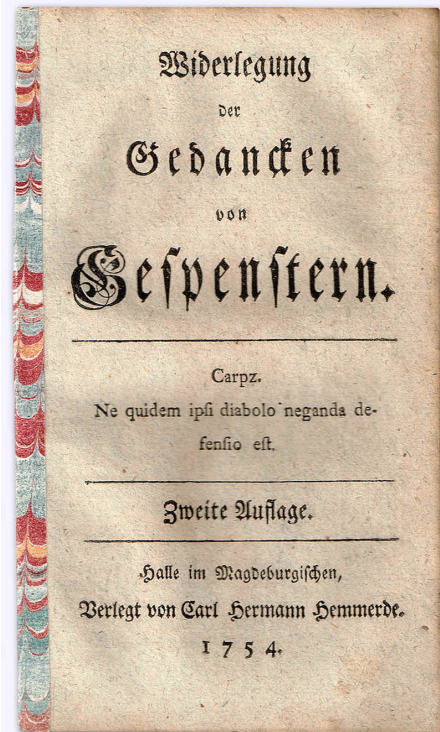 Widerlegung
der
Gedancken
von
Geſpenſtern.
Carpz.
Ne quidem ipſi diabolo neganda de-
fenſio eſt.
Zweite Auflage.
Halle im Magdeburgiſchen,
Verlegt von Carl Hermann Hemmerde.
1754.